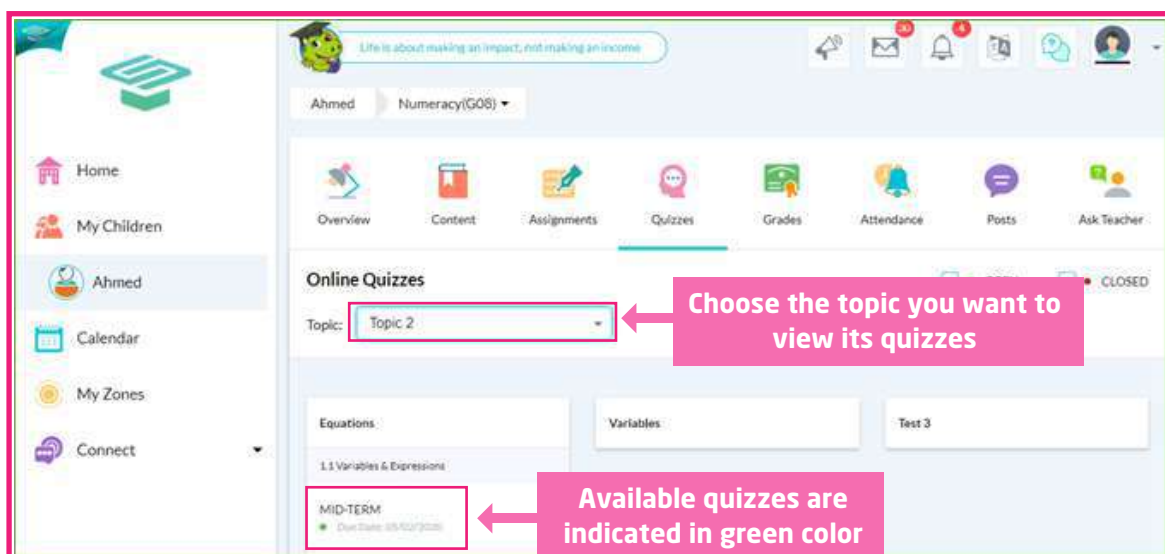 Life is about making an impact, not making an income
30
4
Ahmed
Numeracy(G08)
Home
My Children
Ahmed
Calendar
My Zones
Connect
Overview
Content
Assignments
Quizzes
Grades
Attendance
Posts
Ask Teacher
Online Quizzes
CLOSED
Topic:
Topic 2
Choose the topic you want to
view its quizzes
Equations
Variables
Test 3
1.1 Variables & Expressions
MID-TERM
Due Date:
Available quizzes are
indicated in green color